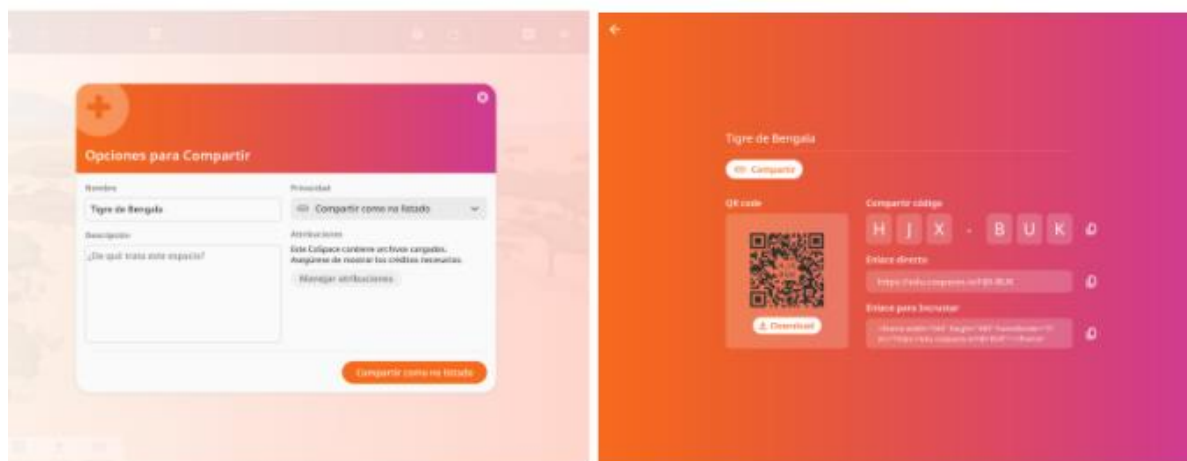 Opciones para Compartir
Nombre
Tigre de Bengala
Descripción
¿De qué trata este espacio?
Privacidad
Compartir como no listado
Atribuciones
Este CoSpace contiene archivos cargados.
Asegúrese de mostrar los créditos necesarios.
Manejar atribuciones
Compartir como no listado
Tigre de Bengala
Compartir
QR code
Download
Compartir código
H J X - B U K
Enlace directo
Enlace para Incrustar